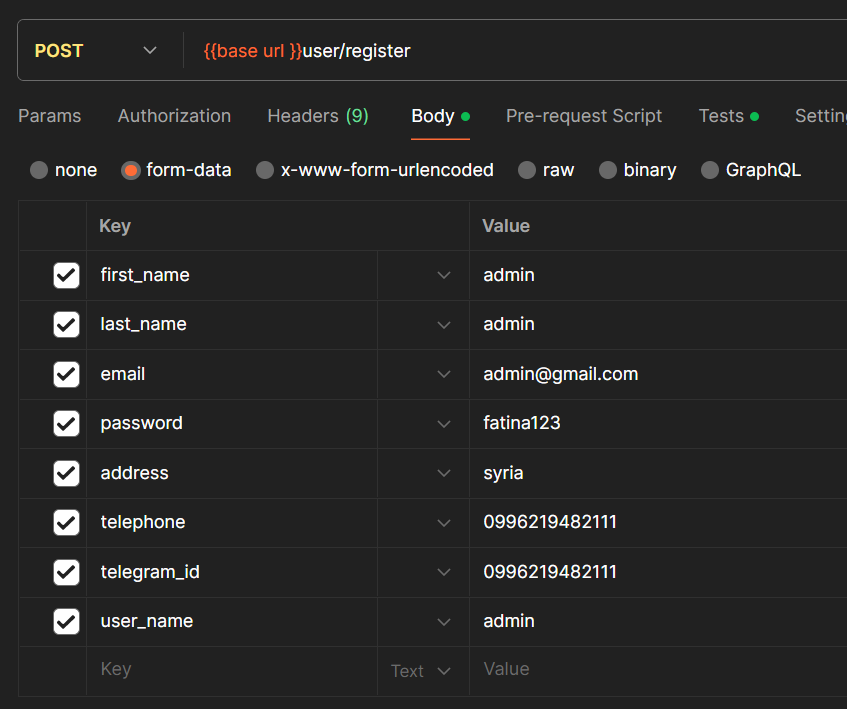 POST {{base url }}user/register
Params Authorization Headers (9) Body Pre-request Script Tests Settin
none form-data x-www-form-urlencoded raw binary GraphQL
Key Value
first_name admin
last_name admin
email admin@gmail.com
password fatina123
address syria
telephone 0996219482111
telegram_id 0996219482111
user_name admin
Key Text Value